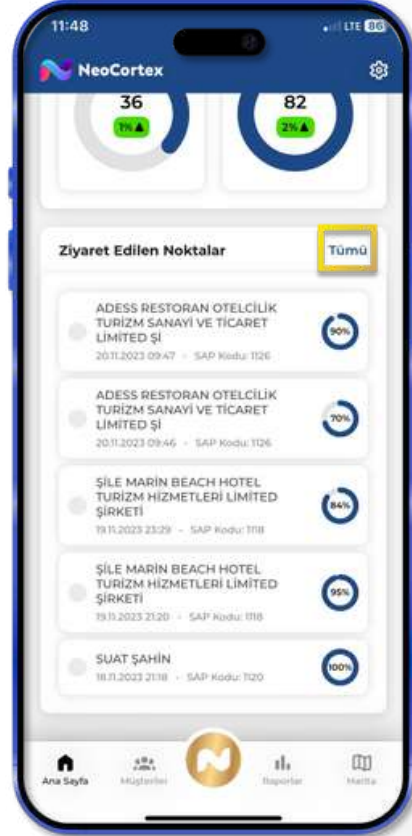 11:48
LTE 86
NeoCortex
36
82
1% ▲
2% ▲
Ziyaret Edilen Noktalar
Tümü
ADESS RESTORAN OTELCİLİK
TURİZM SANAYİ VE TİCARET
LİMİTED Şİ
20.11.2023 09:47 - SAP Kodu: 1126
90%
ADESS RESTORAN OTELCİLİK
TURİZM SANAYİ VE TİCARET
LİMİTED Şİ
20.11.2023 09:46 - SAP Kodu: 1126
70%
ŞİLE MARİN BEACH HOTEL
TURİZM HİZMETLERİ LİMİTED
ŞİRKETİ
19.11.2023 23:29 - SAP Kodu: 1118
84%
ŞİLE MARİN BEACH HOTEL
TURİZM HİZMETLERİ LİMİTED
ŞİRKETİ
19.11.2023 21:20 - SAP Kodu: 1118
95%
SUAT ŞAHİN
18.11.2023 21:18 - SAP Kodu: 1120
100%
Ana Sayfa
Müşteriler
Raporlar
Harita